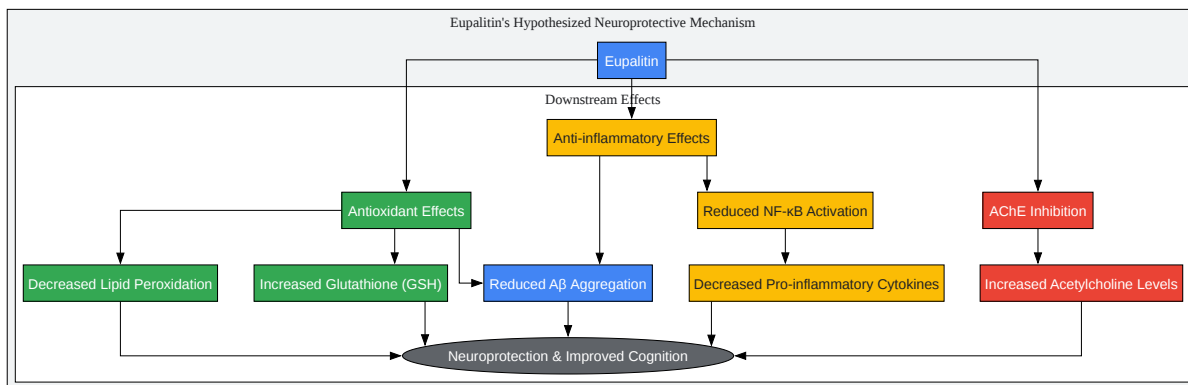 Eupalitin's Hypothesized Neuroprotective Mechanism
Eupalitin
Downstream Effects
Anti-inflammatory Effects
Antioxidant Effects
Reduced NF-κB Activation
AChE Inhibition
Decreased Lipid Peroxidation
Increased Glutathione (GSH)
Reduced Aβ Aggregation
Decreased Pro-inflammatory Cytokines
Increased Acetylcholine Levels
Neuroprotection & Improved Cognition